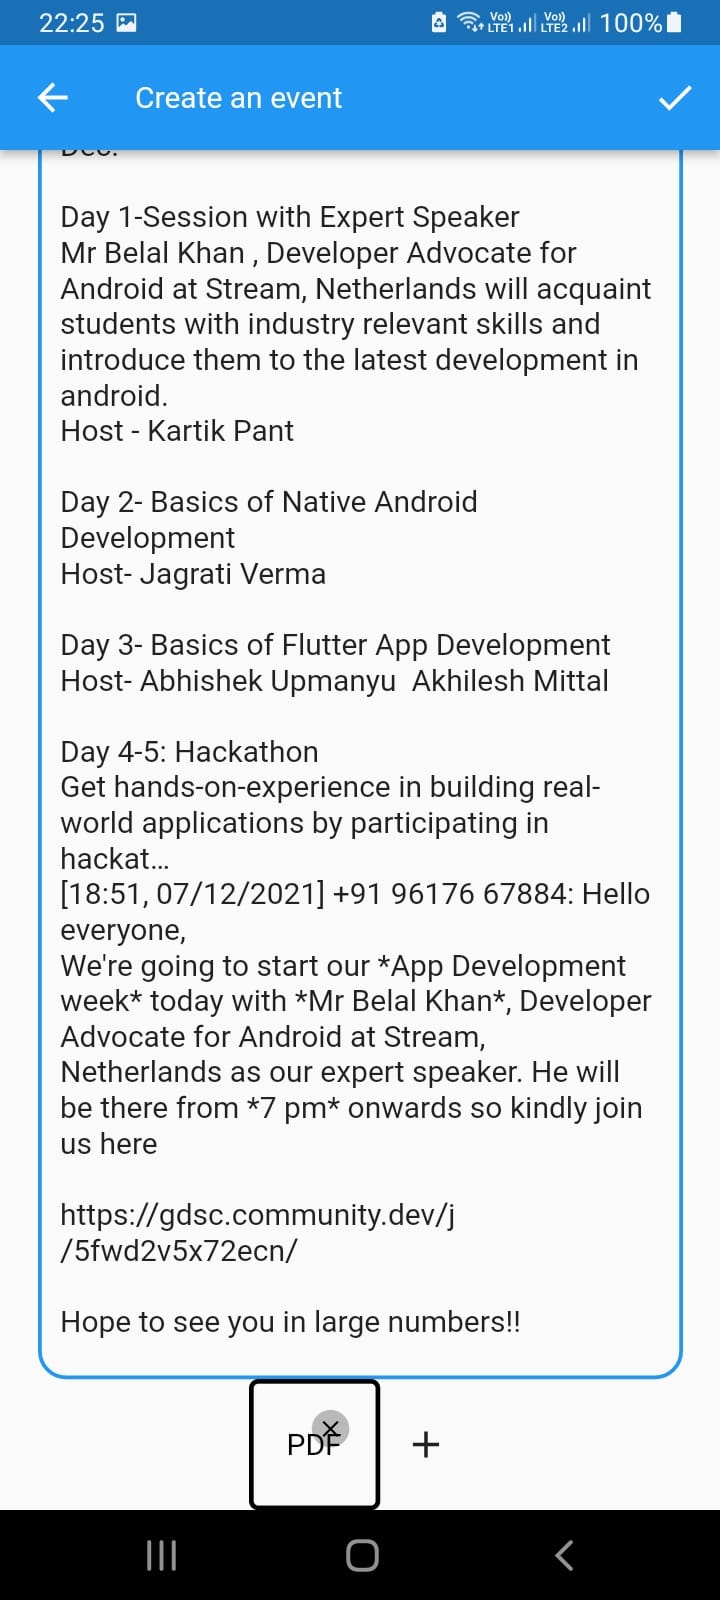 22:25
Vo)) LTE1 Vo)) LTE2 100%
Create an event
Day 1-Session with Expert Speaker
Mr Belal Khan , Developer Advocate for
Android at Stream, Netherlands will acquaint
students with industry relevant skills and
introduce them to the latest development in
android.
Host - Kartik Pant
Day 2- Basics of Native Android
Development
Host- Jagrati Verma
Day 3- Basics of Flutter App Development
Host- Abhishek Upmanyu  Akhilesh Mittal
Day 4-5: Hackathon
Get hands-on-experience in building real-
world applications by participating in
hackat...
[18:51, 07/12/2021] +91 96176 67884: Hello
everyone,
We're going to start our *App Development
week* today with *Mr Belal Khan*, Developer
Advocate for Android at Stream,
Netherlands as our expert speaker. He will
be there from *7 pm* onwards so kindly join
us here
https://gdsc.community.dev/j
/5fwd2v5x72ecn/
Hope to see you in large numbers!!
PDF